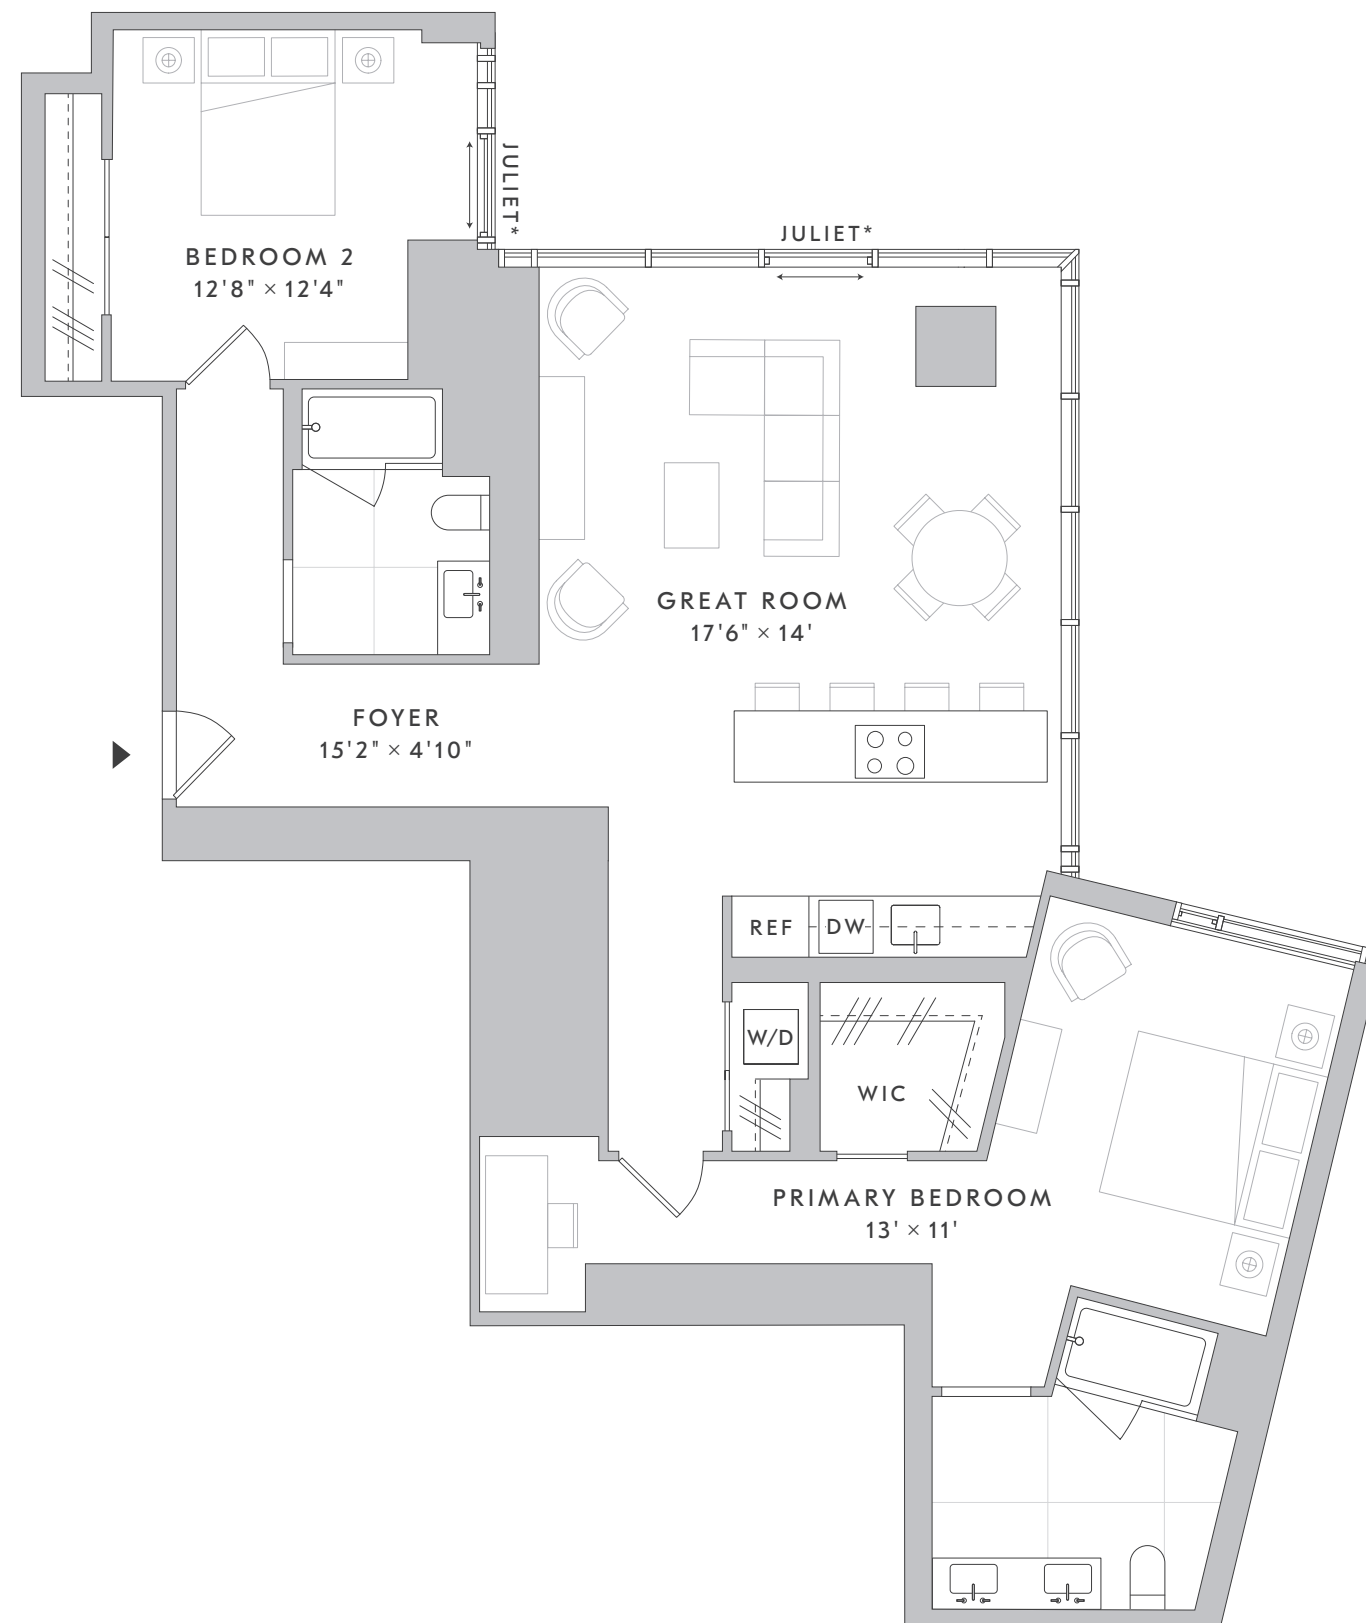 JULIET*
BEDROOM 2
12'8" × 12'4"
JULIET*
GREAT ROOM
17'6" × 14'
FOYER
15'2" × 4'10"
REF
DW
W/D
WIC
PRIMARY BEDROOM
13' × 11'